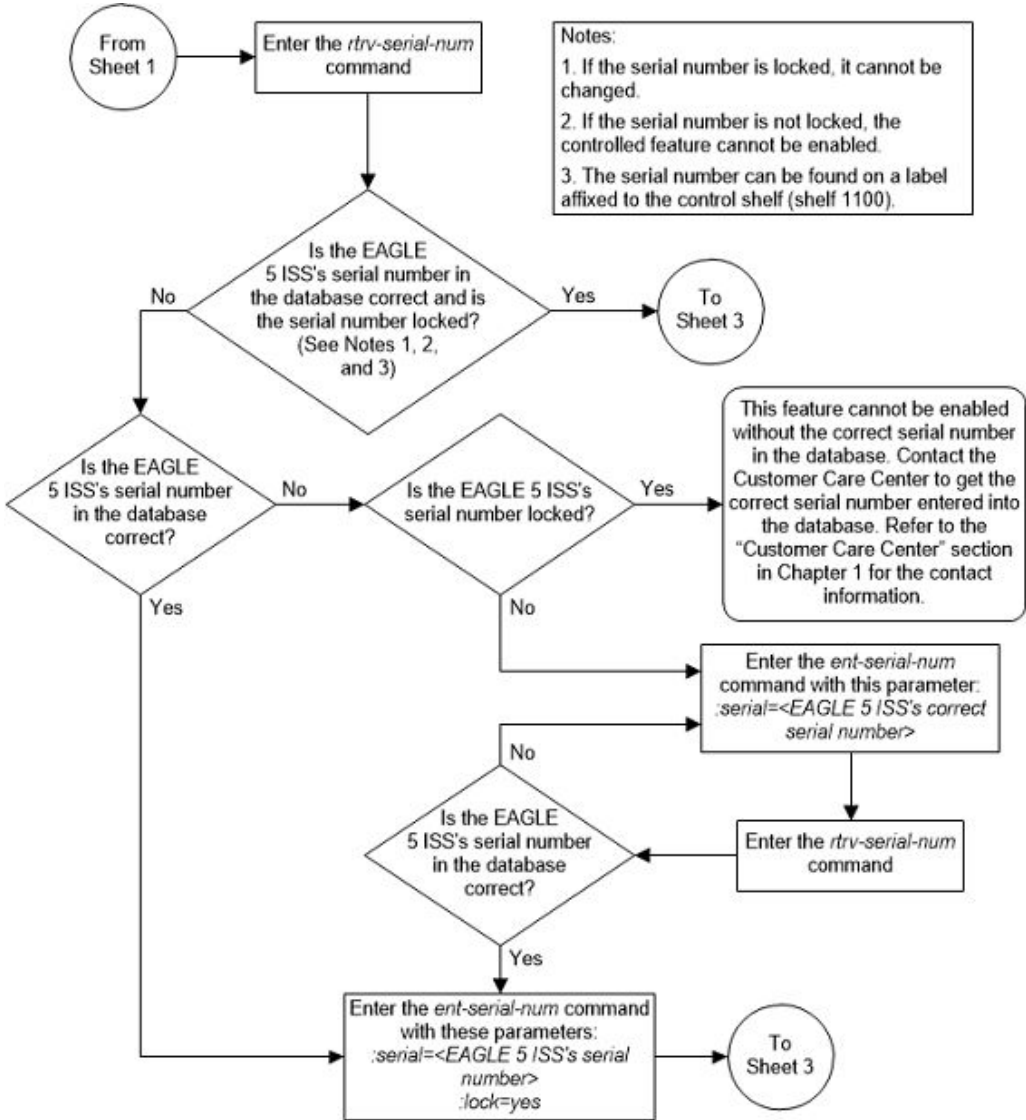 From
Sheet 1
Enter the rtrv-serial-num
command
Notes:
1. If the serial number is locked, it cannot be
changed.
2. If the serial number is not locked, the
controlled feature cannot be enabled.
3. The serial number can be found on a label
affixed to the control shelf (shelf 1100).
Is the EAGLE
5 ISS's serial number in
the database correct and is
the serial number locked?
(See Notes 1, 2,
and 3)
No
Yes
To
Sheet 3
Is the EAGLE
5 ISS's serial number
in the database
correct?
No
Yes
Is the EAGLE 5 ISS's
serial number locked?
Yes
No
This feature cannot be enabled
without the correct serial number
in the database. Contact the
Customer Care Center to get the
correct serial number entered into
the database. Refer to the
“Customer Care Center” section
in Chapter 1 for the contact
information.
Enter the ent-serial-num
command with this parameter:
:serial=<EAGLE 5 ISS's correct
serial number>
Enter the rtrv-serial-num
command
No
Is the EAGLE
5 ISS's serial number
in the database
correct?
Yes
Enter the ent-serial-num command
with these parameters:
:serial=<EAGLE 5 ISS's serial
number>
:lock=yes
To
Sheet 3